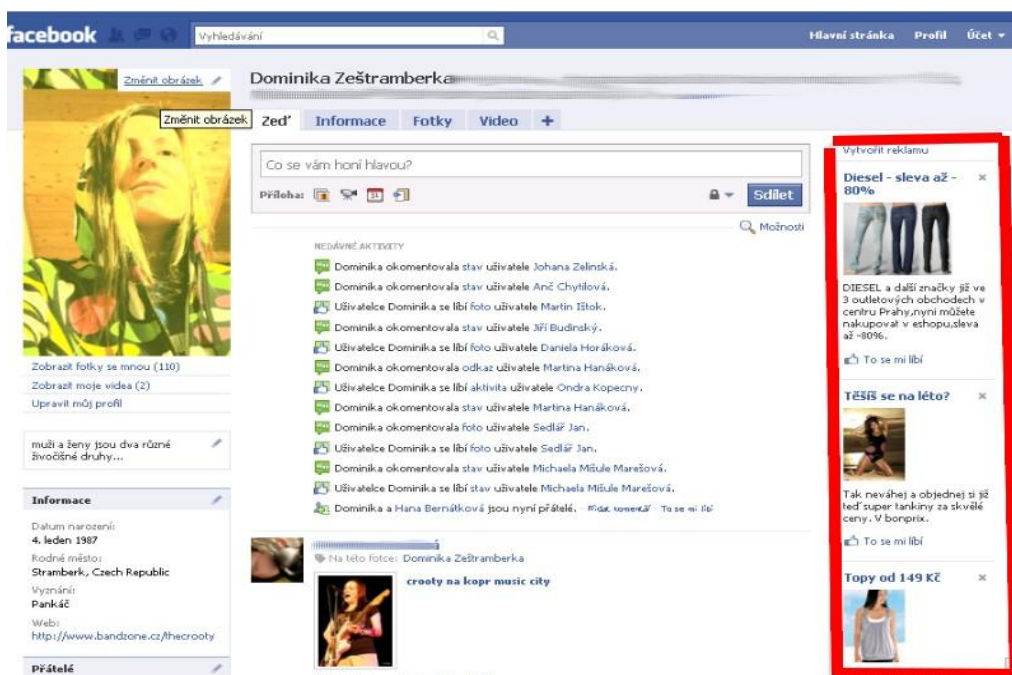 facebook
Vyhledávání
Hlavní stránka Profil Účet
Změnit obrázek
Změnit obrázek
Dominika Zeštramberka
Zeď Informace Fotky Video +
Co se vám honí hlavou?
Příloha:
31
Sdílet
Možnosti
NEDÁVNÉ AKTIVITY
Dominika okomentovala stav uživatele Johana Zelinská.
Dominika okomentovala stav uživatele Anč Chytilová.
Uživatelce Dominika se líbí foto uživatele Martin Ištok.
Dominika okomentovala stav uživatele Jiří Budinský.
Uživatelce Dominika se líbí foto uživatele Daniela Horáková.
Dominika okomentovala odkaz uživatele Martina Hanáková.
Uživatelce Dominika se líbí aktivita uživatele Ondra Kopecny.
Dominika okomentovala stav uživatele Martina Hanáková.
Dominika okomentovala foto uživatele Sedlář Jan.
Uživatelce Dominika se líbí foto uživatele Sedlář Jan.
Dominika okomentovala stav uživatele Michaela Mišule Marešová.
Uživatelce Dominika se líbí stav uživatele Michaela Mišule Marešová.
Dominika a Hana Bernátková jsou nyní přátelé. · Přidat komentář · To se mi líbí
Na této fotce: Dominika Zeštramberka
crooty na kopr music city
Zobrazit fotky se mnou (110)
Zobrazit moje videa (2)
Upravit můj profil
muži a ženy jsou dva různé
živočišné druhy...
Informace
Datum narození:
4. leden 1987
Rodné město:
Stramberk, Czech Republic
Vyznání:
Pankáč
Web:
http://www.bandzone.cz/thecrooty
Přátelé
Vytvořit reklamu
Diesel - sleva až -
80%
DIESEL a další značky již ve
3 outletových obchodech v
centru Prahy,nyni můžete
nakupovat v eshopu,sleva
až -80%.
To se mi líbí
Těšíš se na léto?
Tak neváhej a objednej si již
teď super tankiny za skvělé
ceny. V bonprix.
To se mi líbí
Topy od 149 Kč